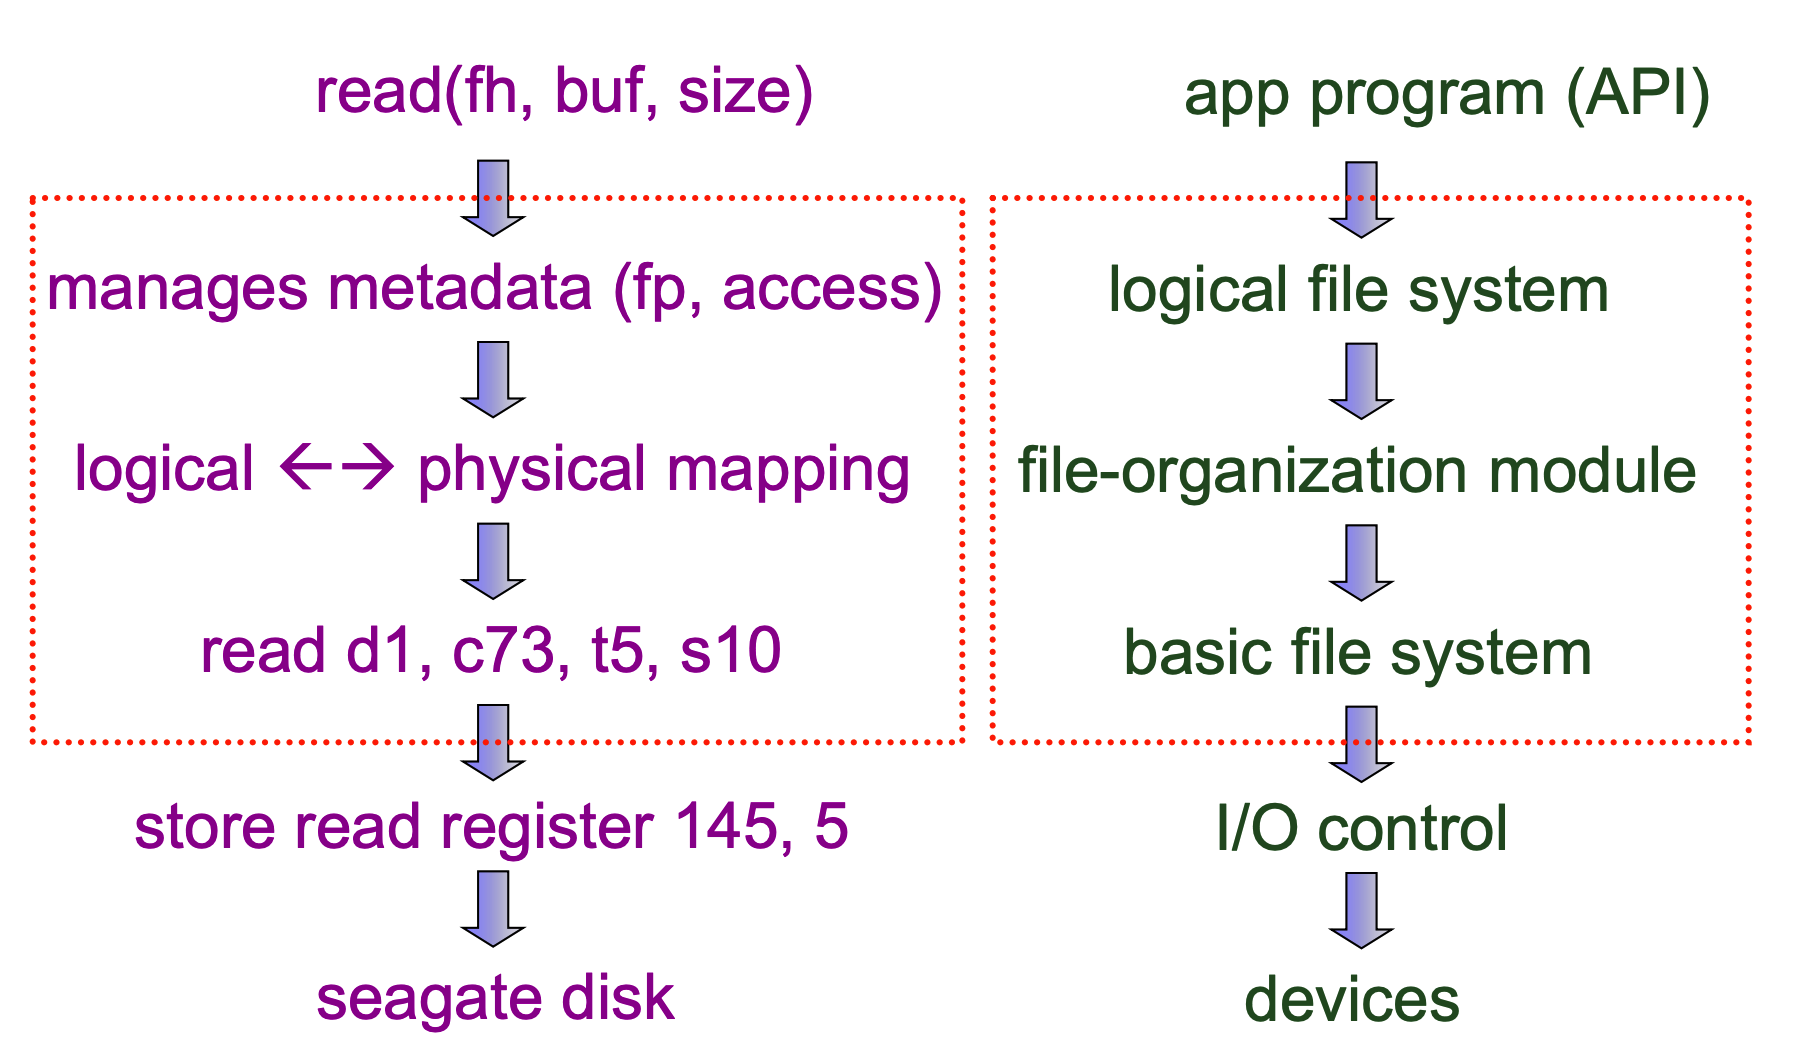 read(fh, buf, size)
manages metadata (fp, access)
logical ←→ physical mapping
read d1, c73, t5, s10
store read register 145, 5
seagate disk
app program (API)
logical file system
file-organization module
basic file system
I/O control
devices